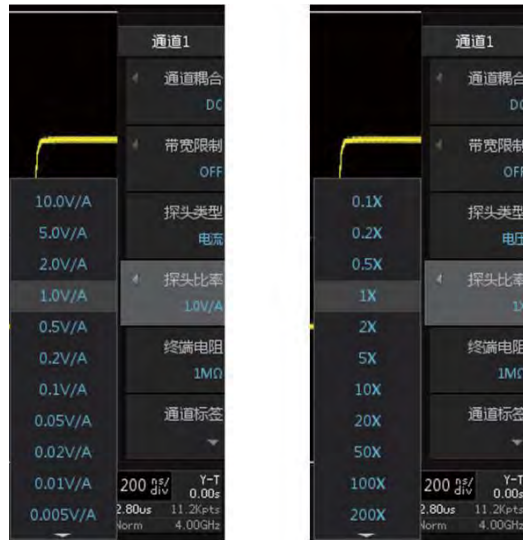 通道1
通道耦合
DC
带宽限制
OFF
探头类型
电流
探头比率
1.0V/A
终端电阻
1MΩ
通道标签
10.0V/A
5.0V/A
2.0V/A
1.0V/A
0.5V/A
0.2V/A
0.1V/A
0.05V/A
0.02V/A
0.01V/A
0.005V/A
200 ns/div
Y-T
0.00s
2.80us 11.2Kpts
Norm 4.00GHz
通道1
通道耦合
DC
带宽限制
OFF
探头类型
电压
探头比率
1X
终端电阻
1MΩ
通道标签
0.1X
0.2X
0.5X
1X
2X
5X
10X
20X
50X
100X
200X
200 ns/div
Y-T
0.00s
2.80us 11.2Kpts
Norm 4.00GHz